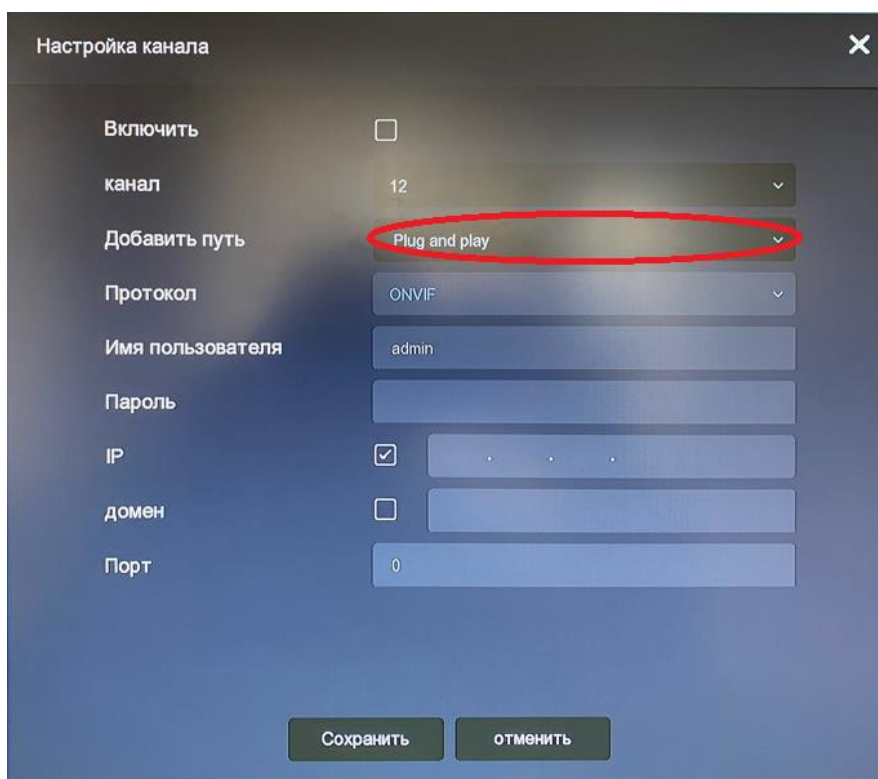 Настройка канала
Включить
канал 12
Добавить путь Plug and play
Протокол ONVIF
Имя пользователя admin
Пароль
IP . . .
домен
Порт 0
Сохранить отменить